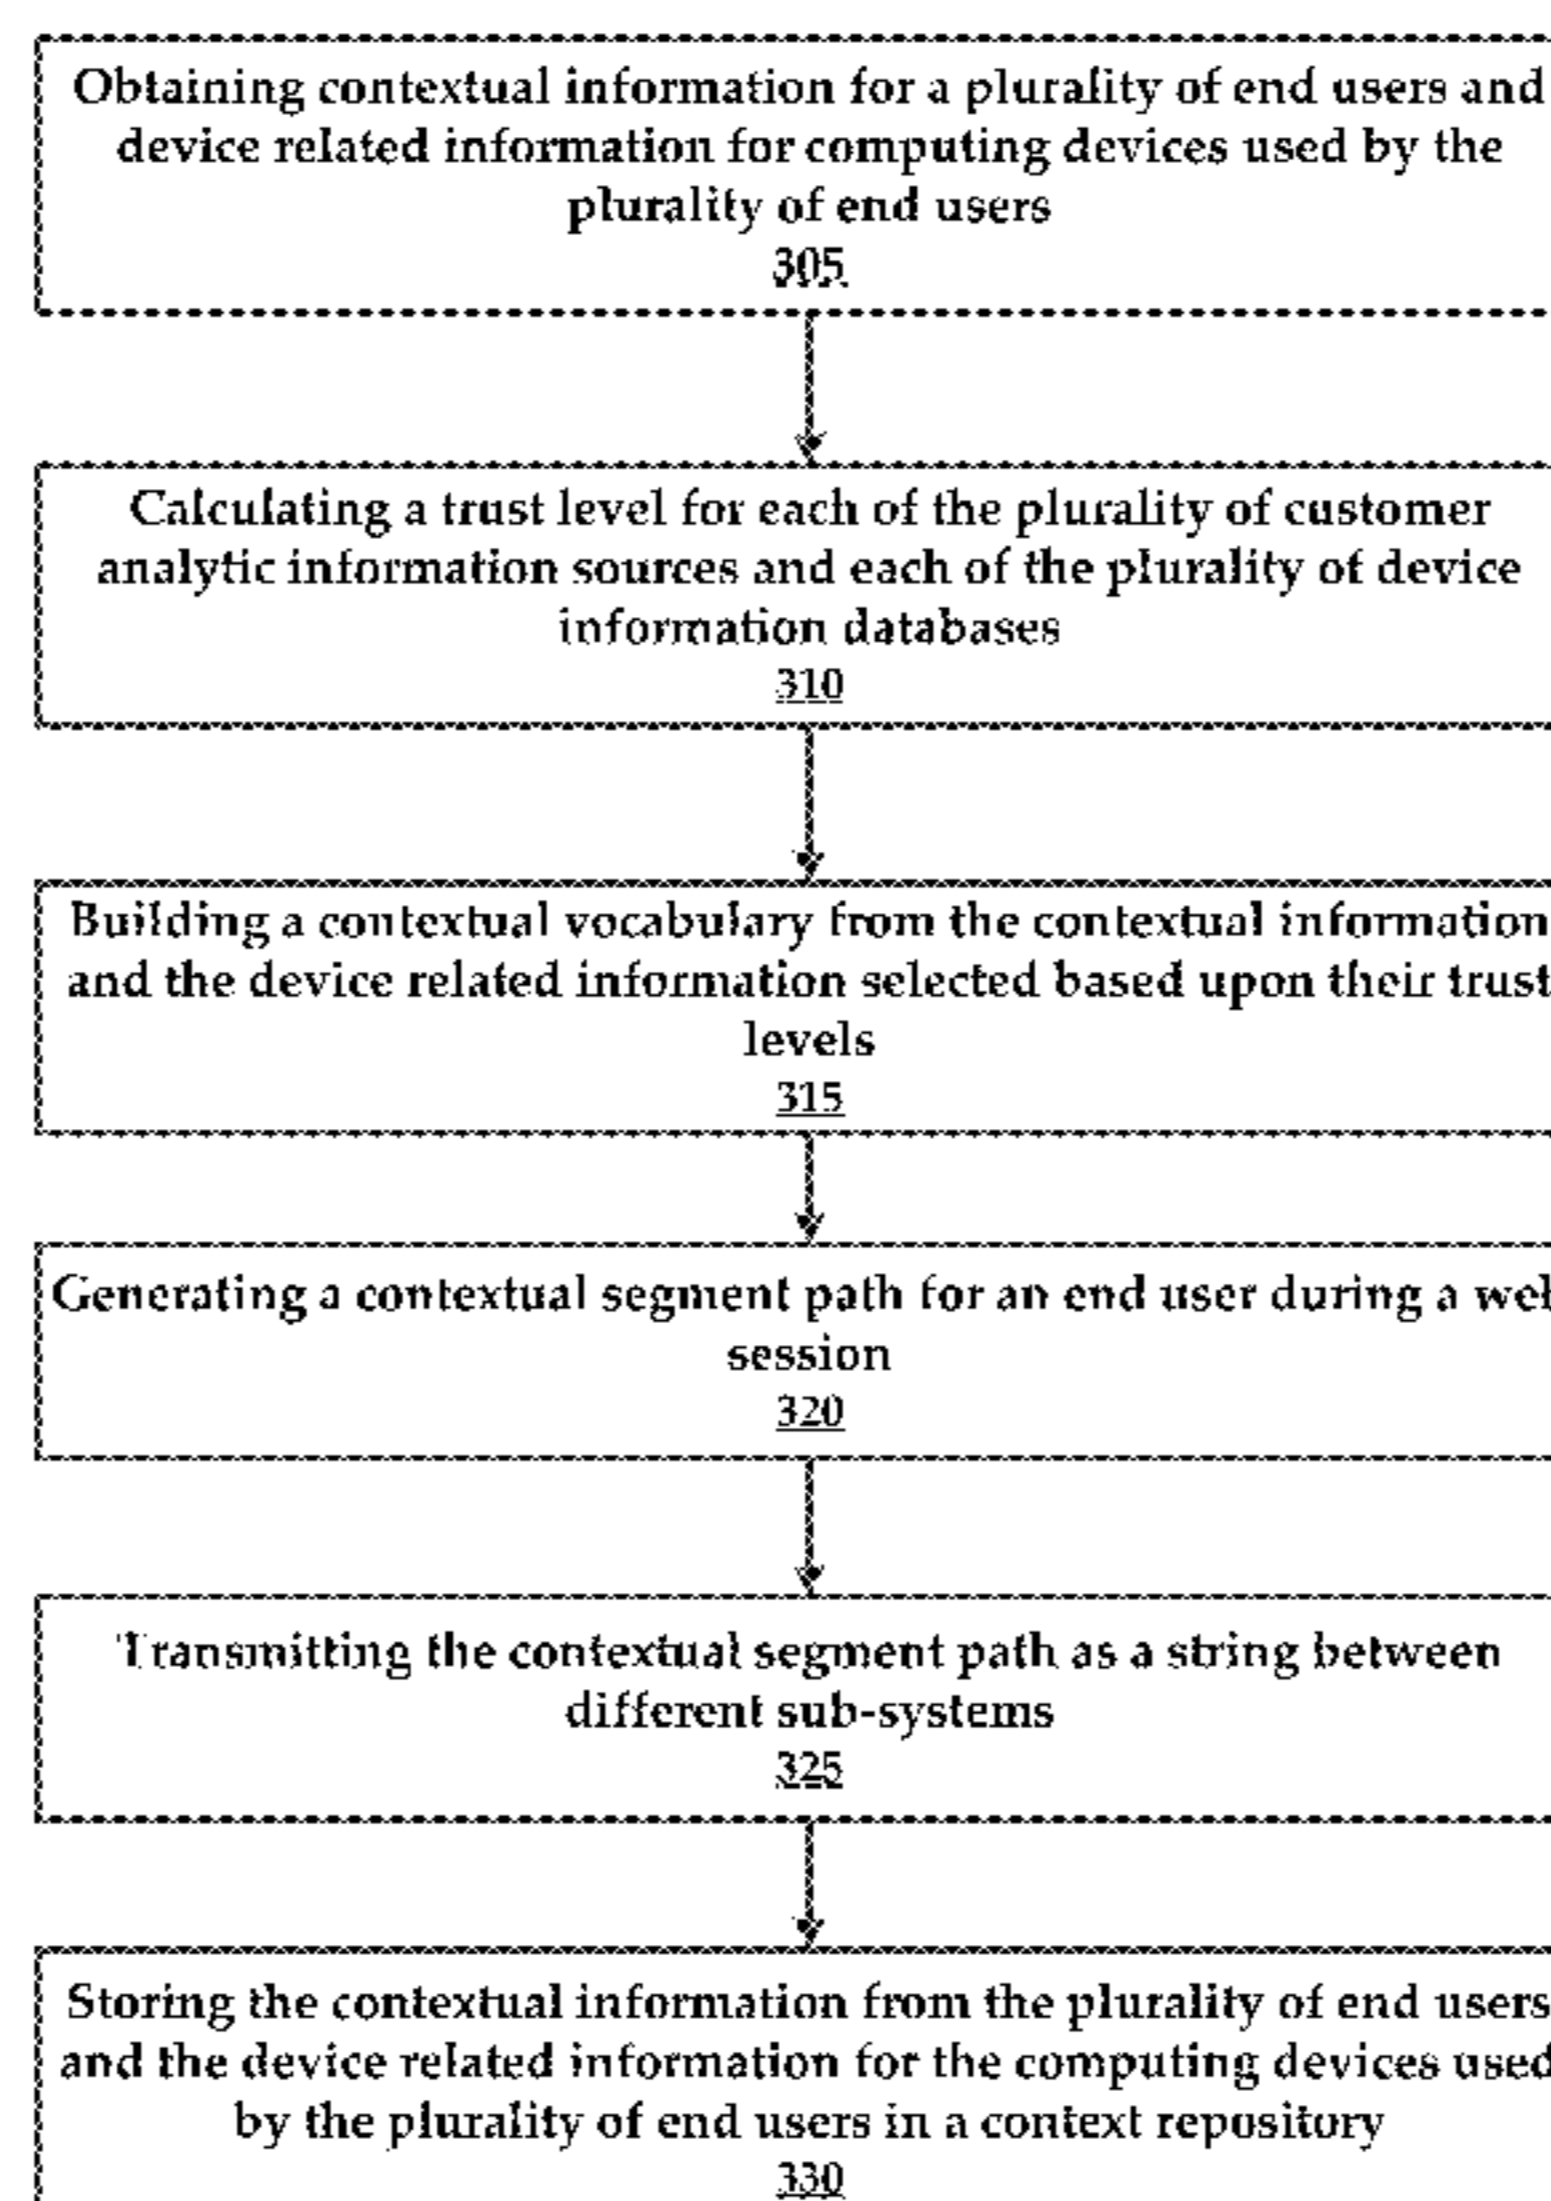 Obtaining contextual information for a plurality of end users and
device related information for computing devices used by the
plurality of end users
305
Calculating a trust level for each of the plurality of customer
analytic information sources and each of the plurality of device
information databases
310
Building a contextual vocabulary from the contextual information
and the device related information selected based upon their trust
levels
315
Generating a contextual segment path for an end user during a web
session
320
Transmitting the contextual segment path as a string between
different sub-systems
325
Storing the contextual information from the plurality of end users
and the device related information for the computing devices used
by the plurality of end users in a context repository
330